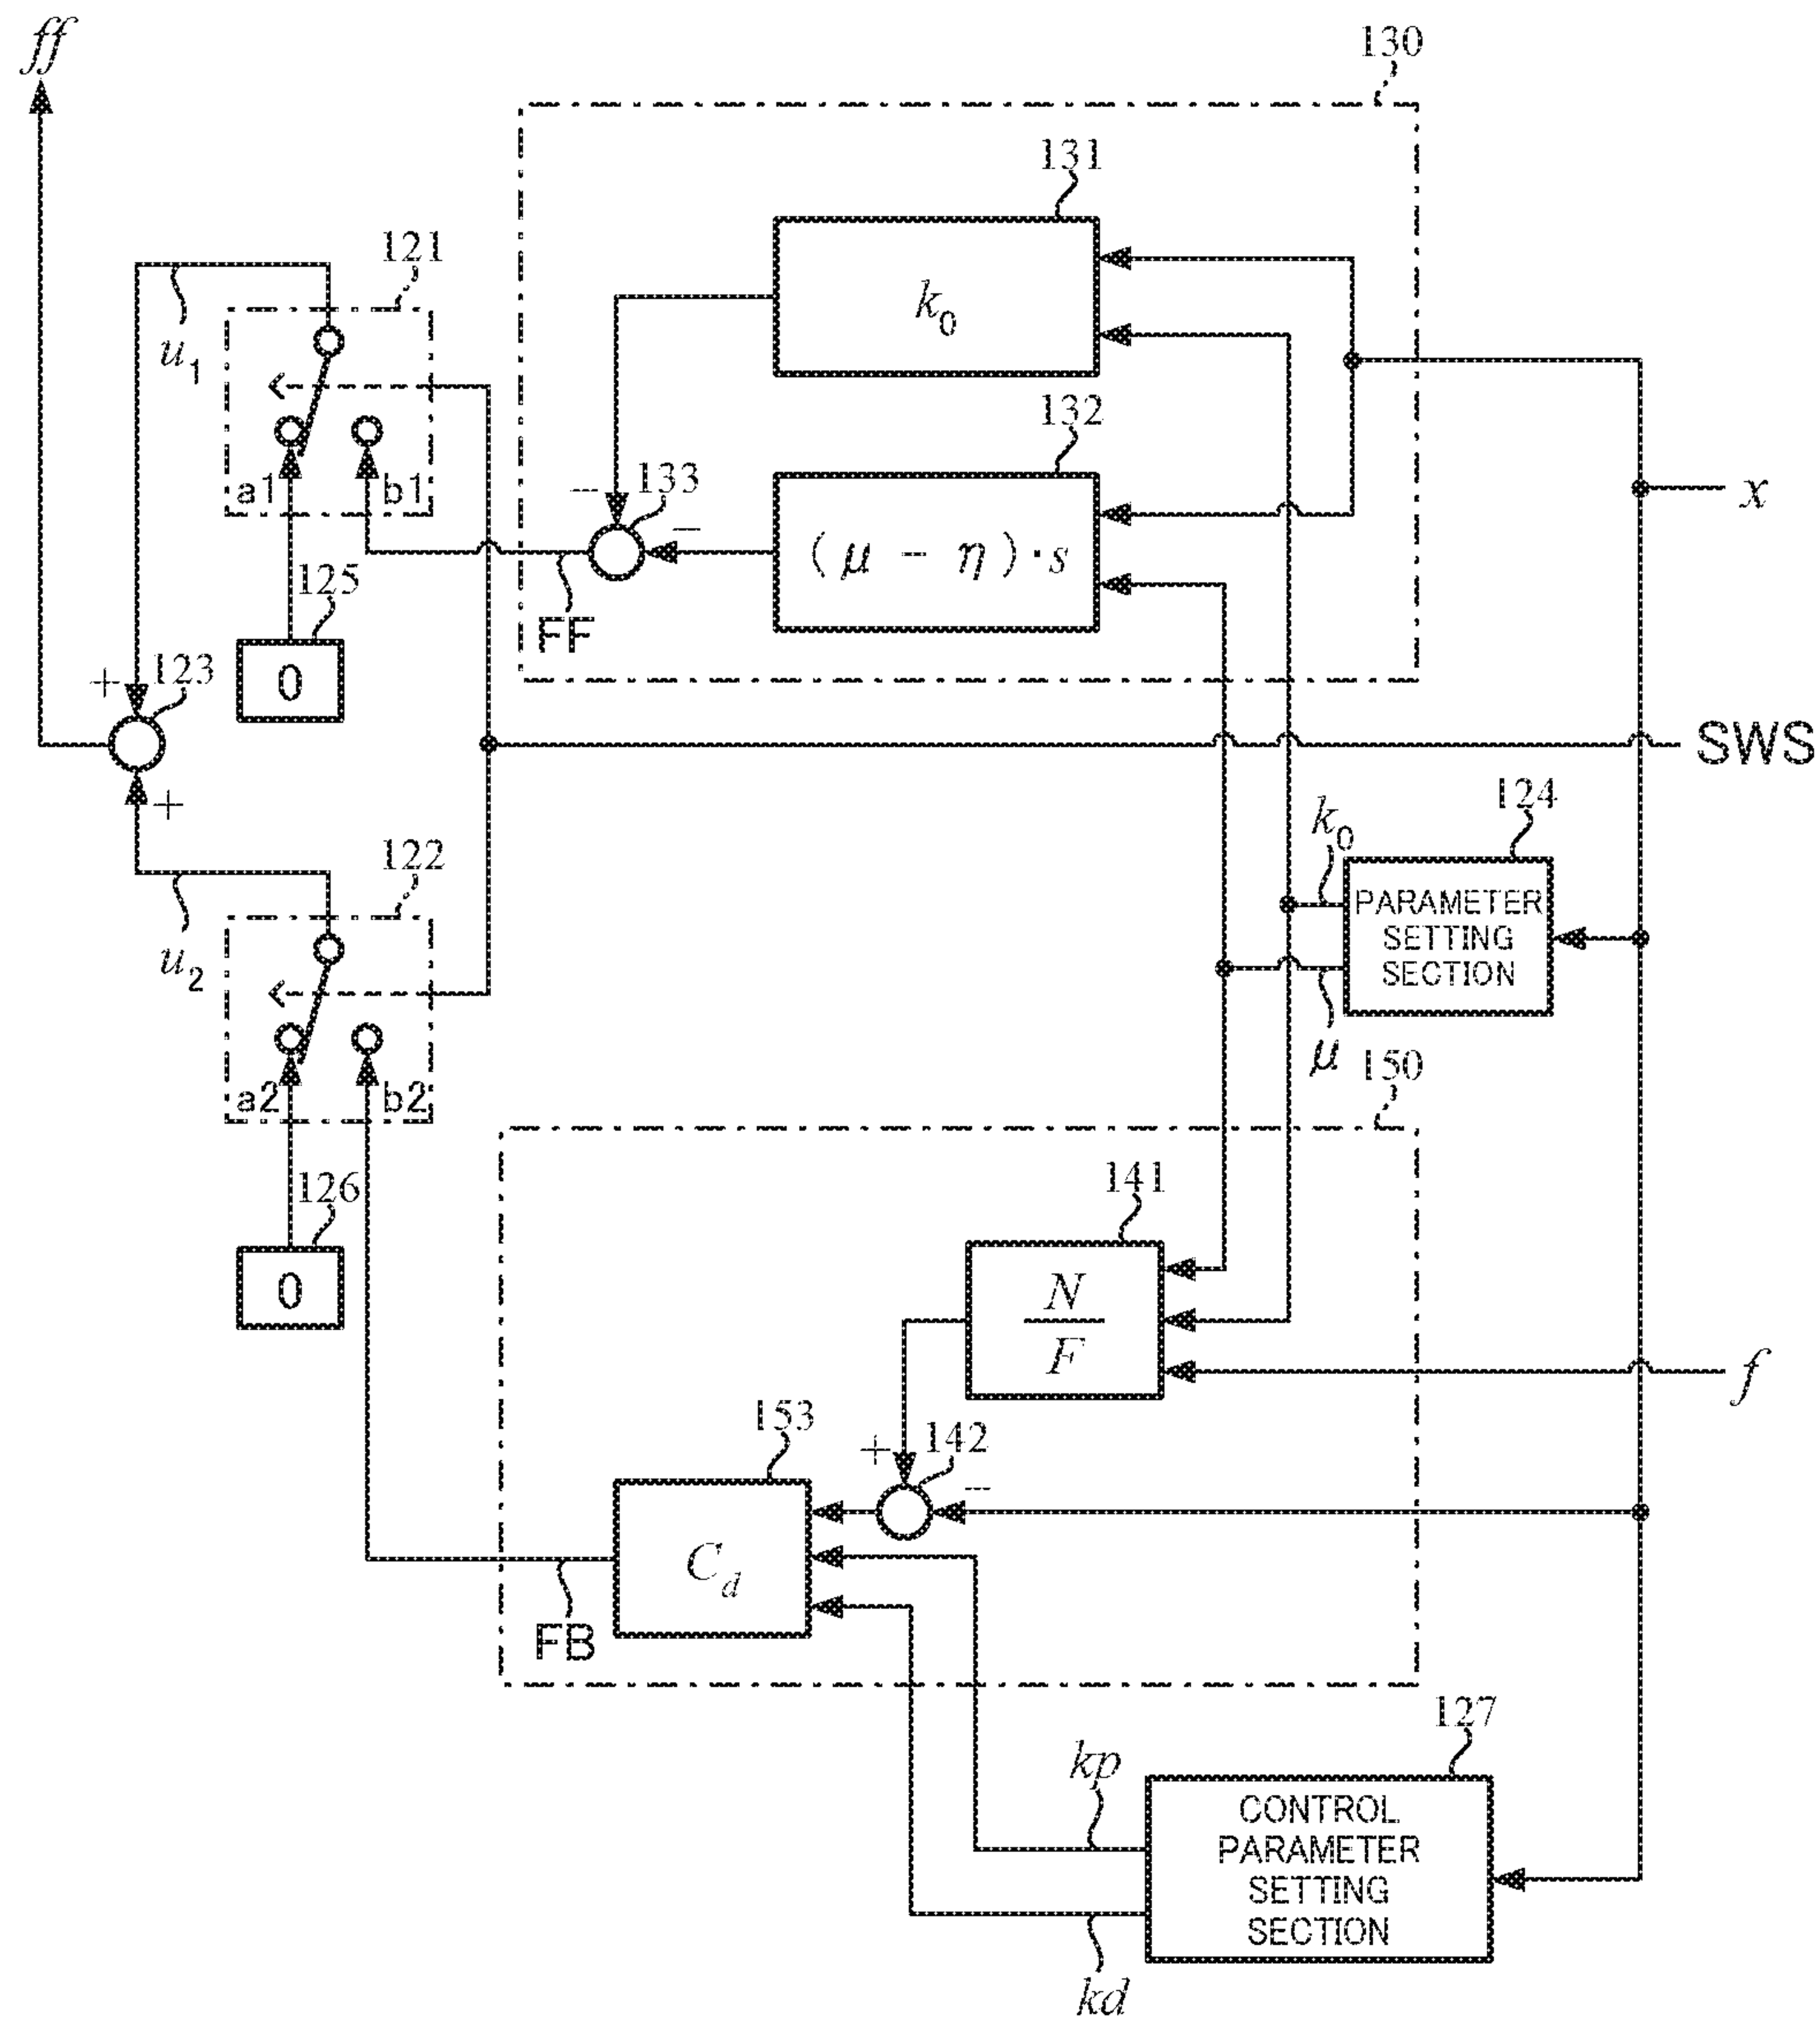 ff
130
131
k0
121
u1
a1
b1
132
133
−
−
(μ − η)·s
x
FF
125
0
+
123
+
SWS
124
k0
PARAMETER
SETTING
SECTION
μ
122
u2
a2
b2
150
126
0
141
N
F
f
153
+
142
−
Cd
FB
127
kp
CONTROL
PARAMETER
SETTING
SECTION
kd